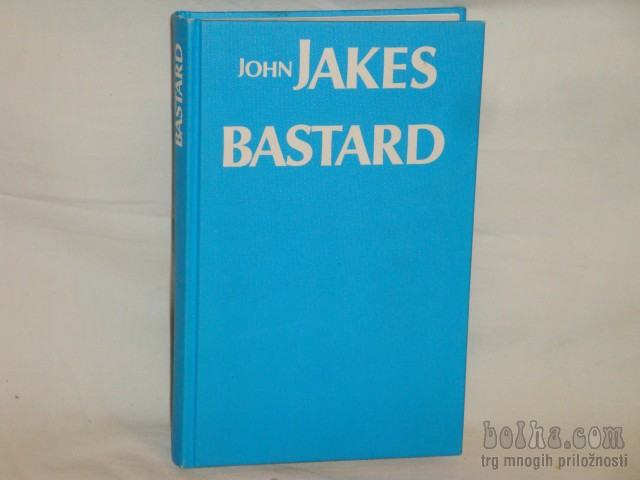 BASTARD
JOHN JAKES
BASTARD
bolha.com
trg mnogih priložnosti